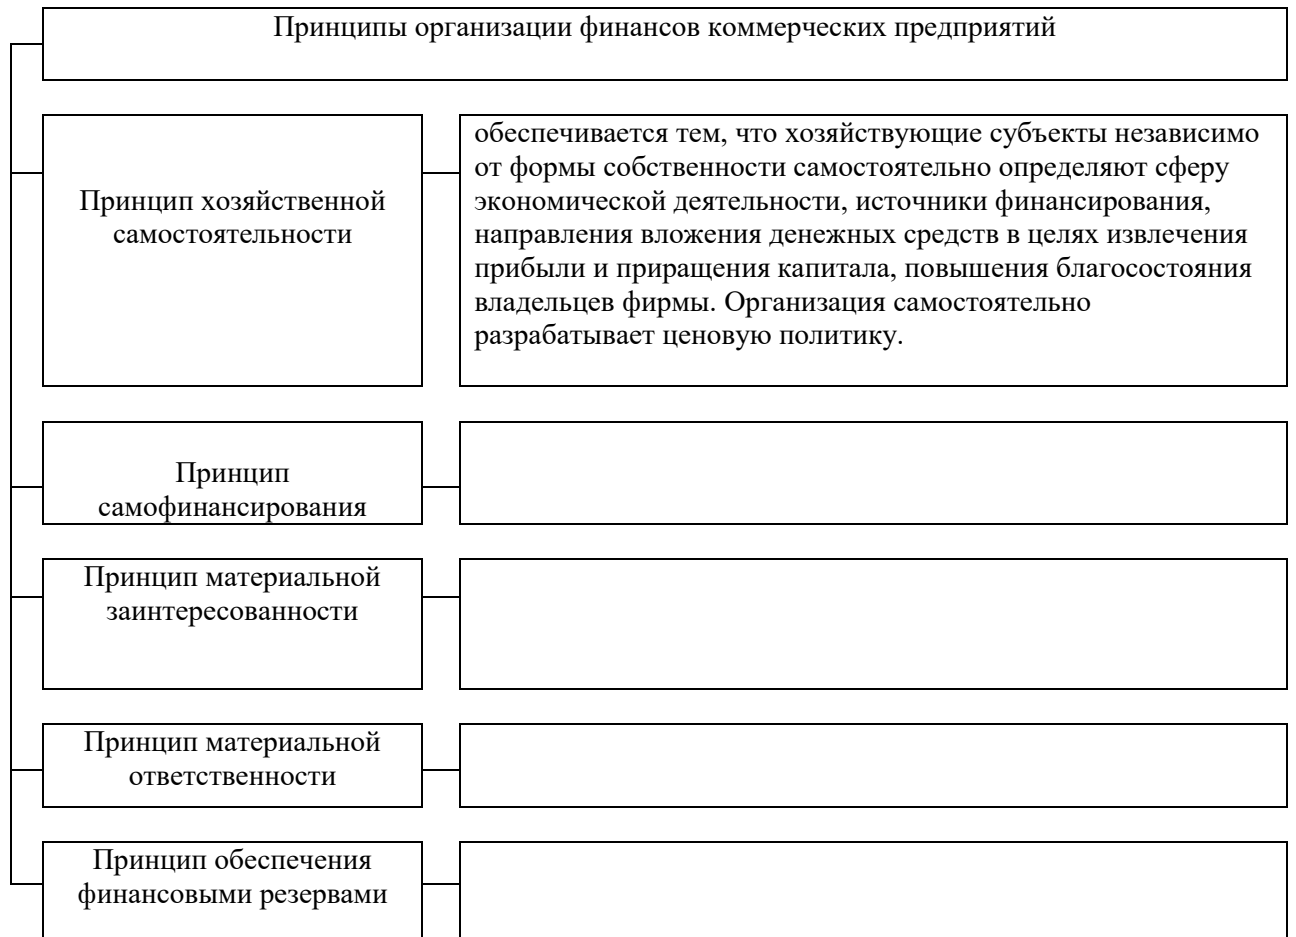 Принципы организации финансов коммерческих предприятий
Принцип хозяйственной
самостоятельности
обеспечивается тем, что хозяйствующие субъекты независимо
от формы собственности самостоятельно определяют сферу
экономической деятельности, источники финансирования,
направления вложения денежных средств в целях извлечения
прибыли и приращения капитала, повышения благосостояния
владельцев фирмы. Организация самостоятельно
разрабатывает ценовую политику.
Принцип
самофинансирования
Принцип материальной
заинтересованности
Принцип материальной
ответственности
Принцип обеспечения
финансовыми резервами